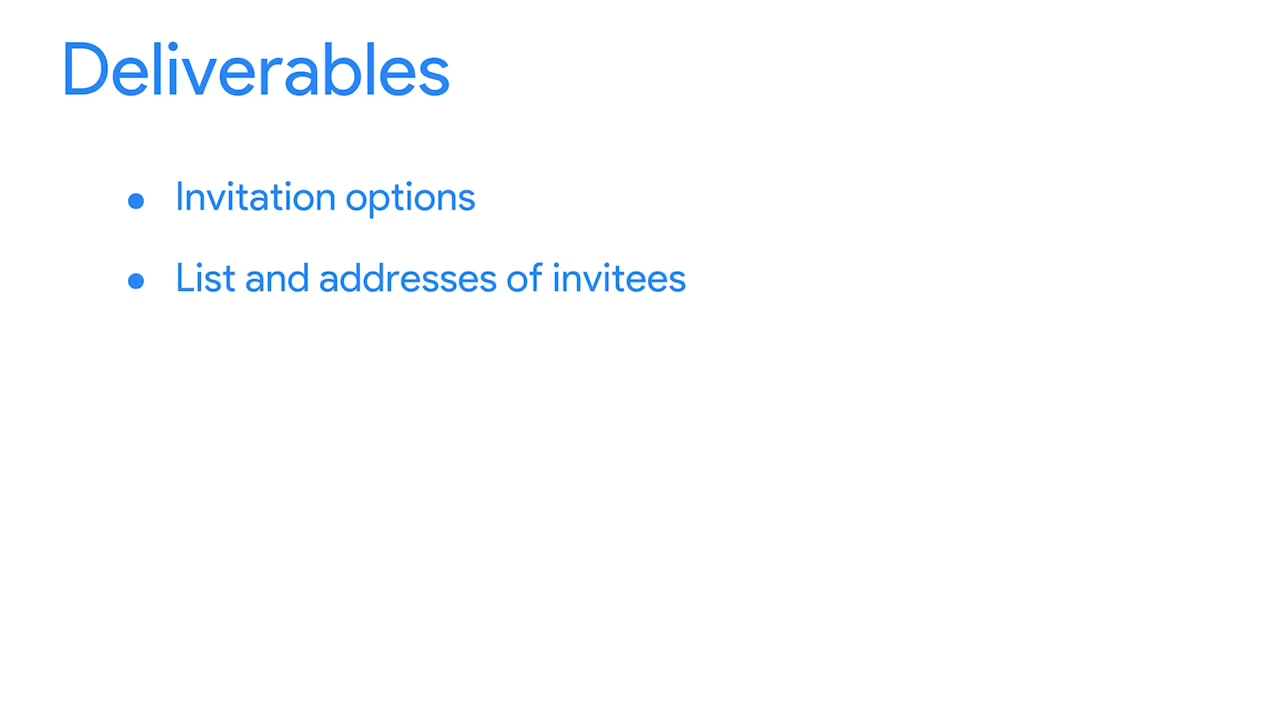 Deliverables
● Invitation options
● List and addresses of invitees